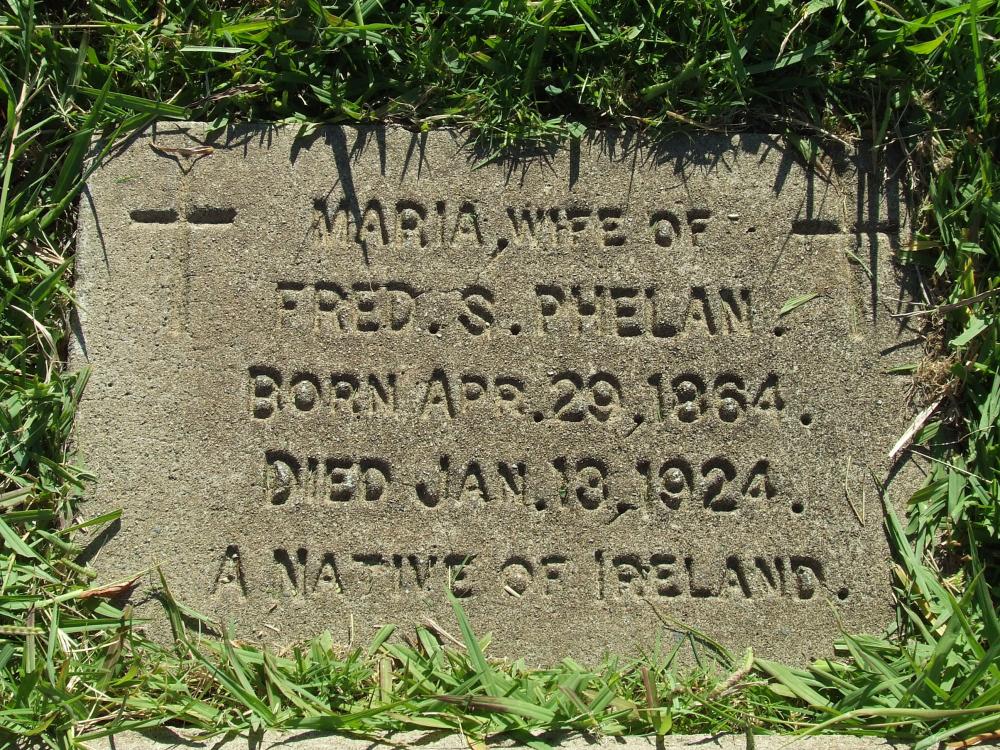 MARIA, WIFE OF
FRED. S. PHELAN.
BORN APR. 29, 1864.
DIED JAN. 13, 1924.
A NATIVE OF IRELAND.